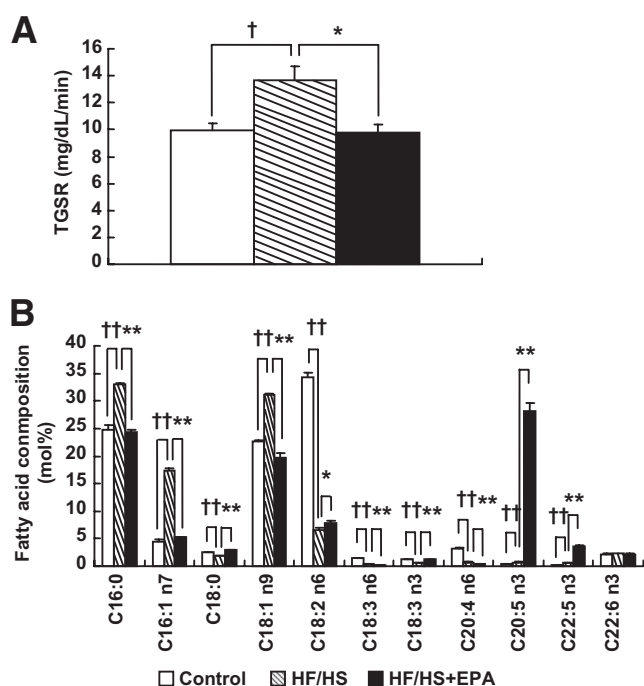 A
† *
TGSR (mg/dL/min)
16
14
12
10
8
6
4
2
0
B
Fatty acid conmposition
(mol%)
40
35
30
25
20
15
10
5
0
†† ** †† ** †† ** †† ** †† * †† ** †† ** †† ** †† ** †† **
C16:0
C16:1 n7
C18:0
C18:1 n9
C18:2 n6
C18:3 n6
C18:3 n3
C20:4 n6
C20:5 n3
C22:5 n3
C22:6 n3
Control HF/HS HF/HS+EPA